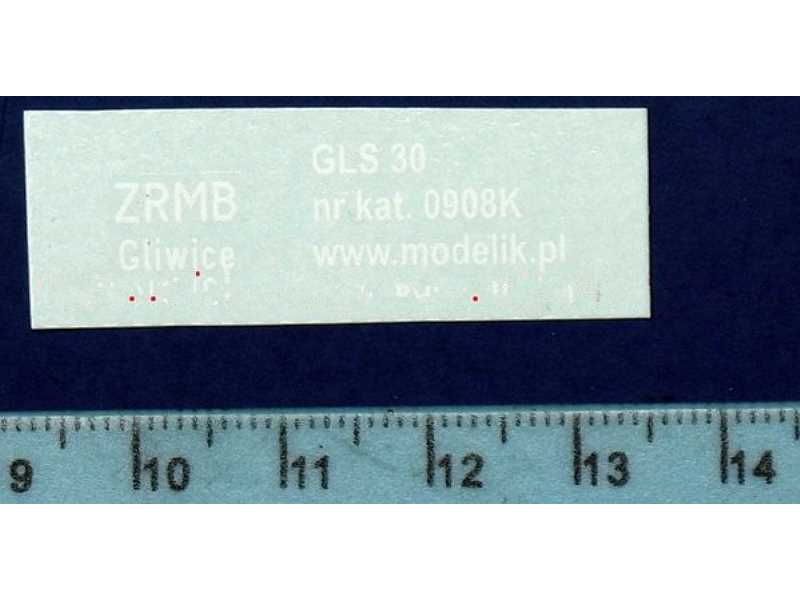 GLS 30
ZRMB
nr kat. 0908K
Gliwice
www.modelik.pl
9 10 11 12 13 14